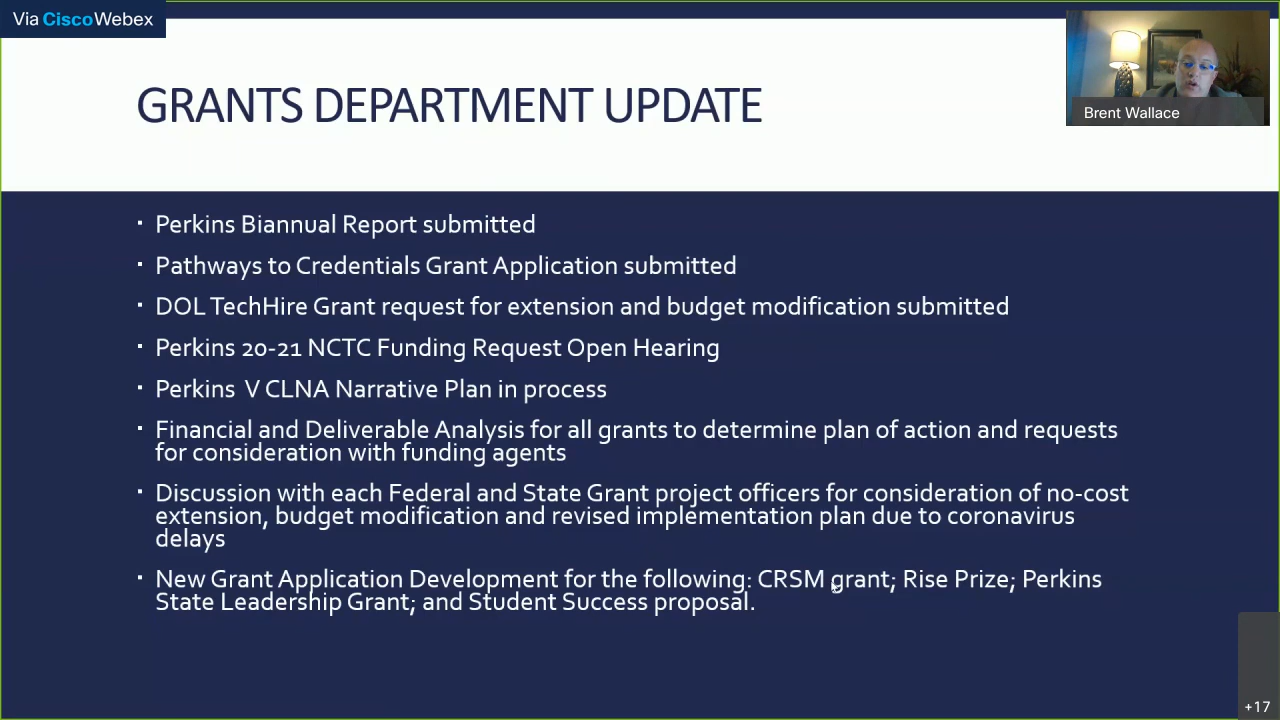 Via CiscoWebex
GRANTS DEPARTMENT UPDATE
Brent Wallace
▪ Perkins Biannual Report submitted
▪ Pathways to Credentials Grant Application submitted
▪ DOL TechHire Grant request for extension and budget modification submitted
▪ Perkins 20-21 NCTC Funding Request Open Hearing
▪ Perkins  V CLNA Narrative Plan in process
▪ Financial and Deliverable Analysis for all grants to determine plan of action and requests
for consideration with funding agents
▪ Discussion with each Federal and State Grant project officers for consideration of no-cost
extension, budget modification and revised implementation plan due to coronavirus
delays
▪ New Grant Application Development for the following: CRSM grant; Rise Prize; Perkins
State Leadership Grant; and Student Success proposal.
+17